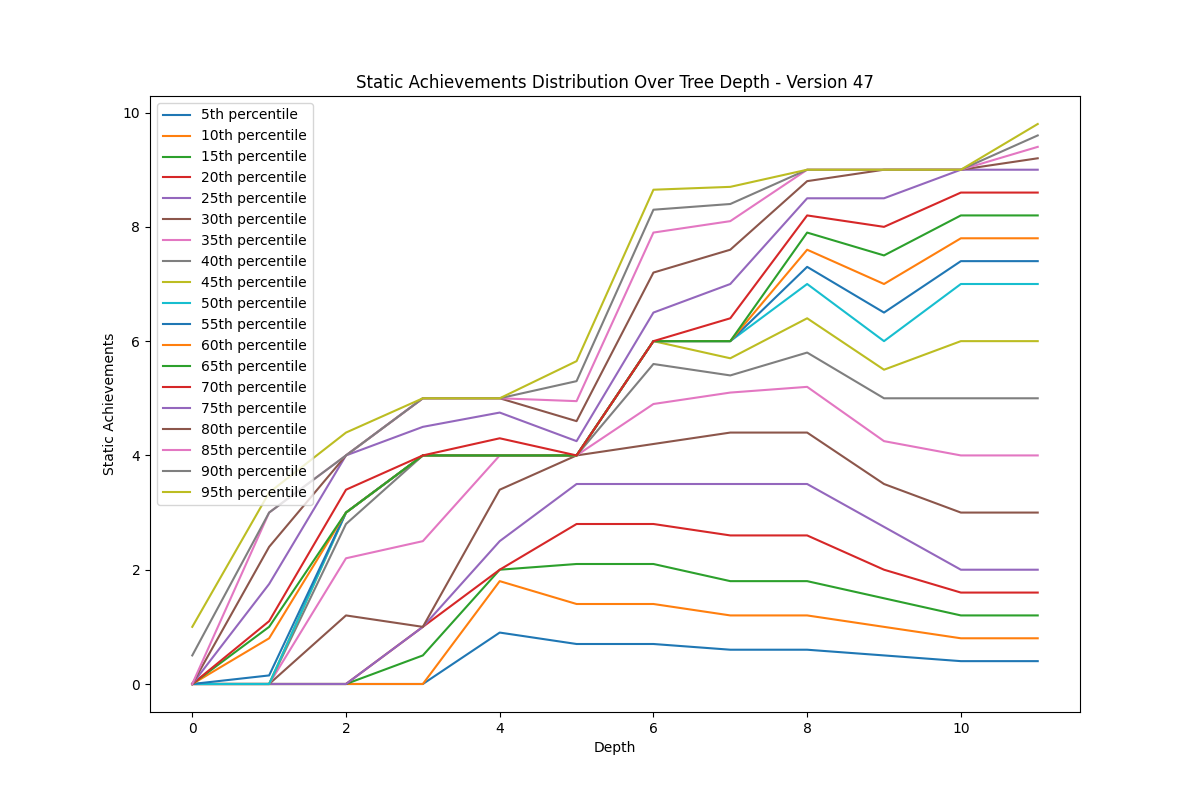 Static Achievements Distribution Over Tree Depth - Version 47
Static Achievements
10
8
6
4
2
0
5th percentile
10th percentile
15th percentile
20th percentile
25th percentile
30th percentile
35th percentile
40th percentile
45th percentile
50th percentile
55th percentile
60th percentile
65th percentile
70th percentile
75th percentile
80th percentile
85th percentile
90th percentile
95th percentile
0 2 4 6 8 10
Depth